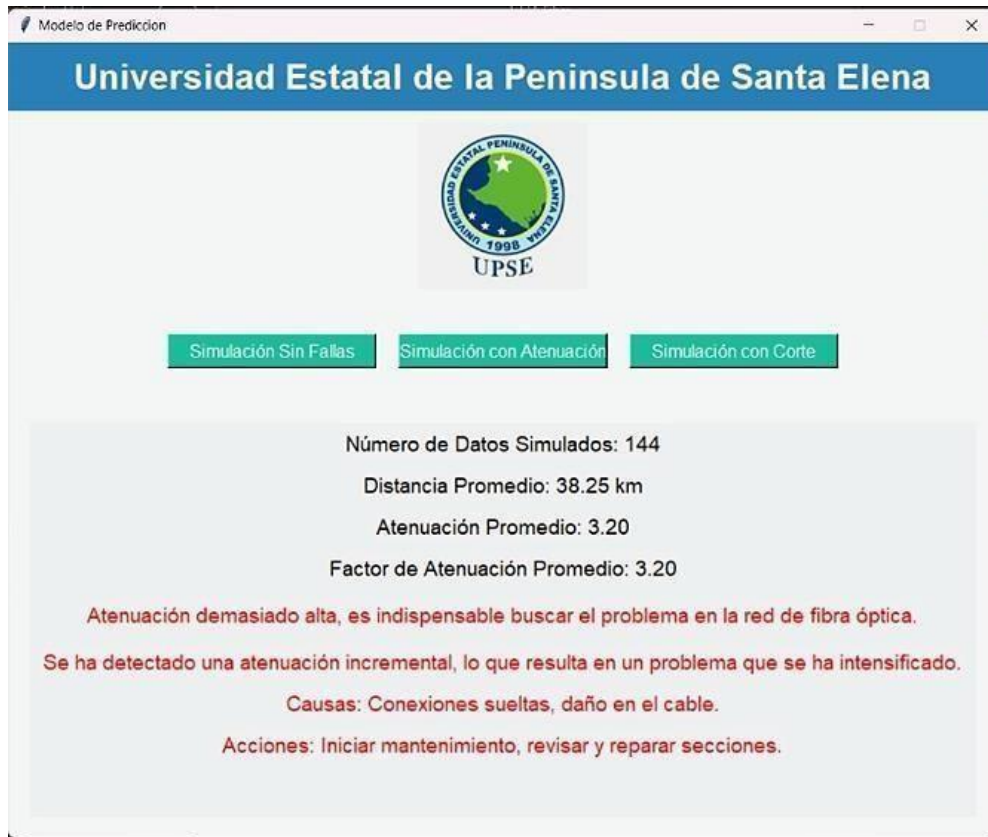 Modelo de Prediccion
Universidad Estatal de la Peninsula de Santa Elena
UNIVERSIDAD ESTATAL PENÍNSULA DE SANTA ELENA
1998
UPSE
Simulación Sin Fallas
Simulación con Atenuación
Simulación con Corte
Número de Datos Simulados: 144
Distancia Promedio: 38.25 km
Atenuación Promedio: 3.20
Factor de Atenuación Promedio: 3.20
Atenuación demasiado alta, es indispensable buscar el problema en la red de fibra óptica.
Se ha detectado una atenuación incremental, lo que resulta en un problema que se ha intensificado.
Causas: Conexiones sueltas, daño en el cable.
Acciones: Iniciar mantenimiento, revisar y reparar secciones.